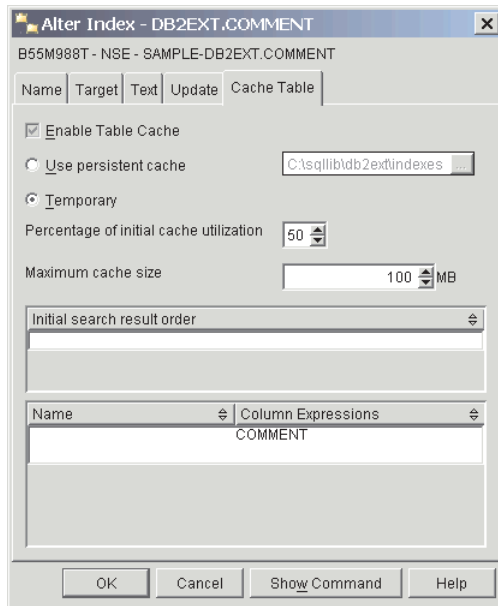 Alter Index - DB2EXT.COMMENT
B55M988T - NSE - SAMPLE-DB2EXT.COMMENT
Name Target Text Update Cache Table
Enable Table Cache
Use persistent cache C:\sqllib\db2ext\indexes ...
Temporary
Percentage of initial cache utilization 50
Maximum cache size 100 MB
Initial search result order
Name Column Expressions
COMMENT
OK Cancel Show Command Help